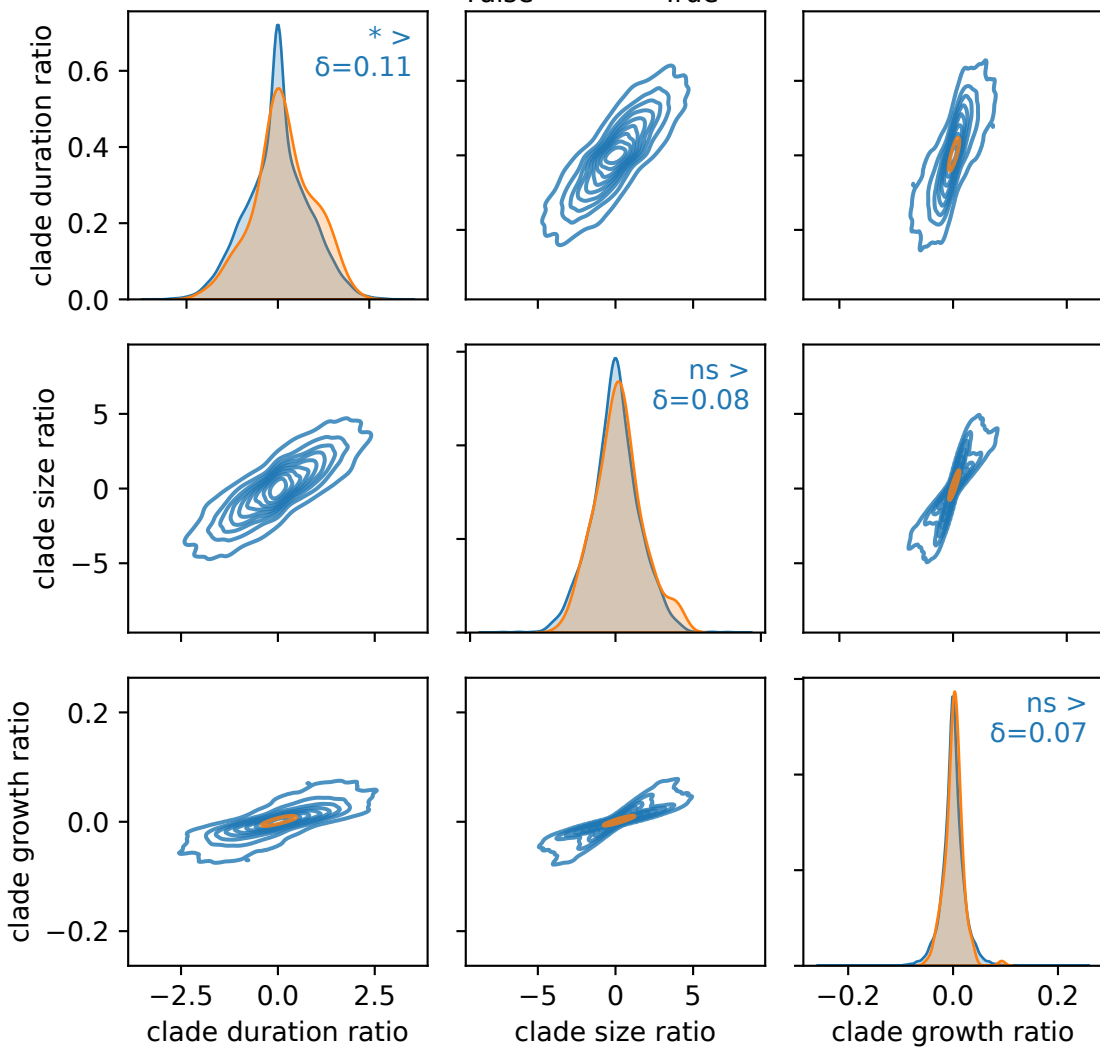 clade duration ratio
0.6
0.4
0.2
0.0
* >
δ=0.11
clade size ratio
5
0
−5
ns >
δ=0.08
clade growth ratio
0.2
0.0
−0.2
ns >
δ=0.07
−2.5 0.0 2.5
−5 0 5
−0.2 0.0 0.2
clade duration ratio
clade size ratio
clade growth ratio